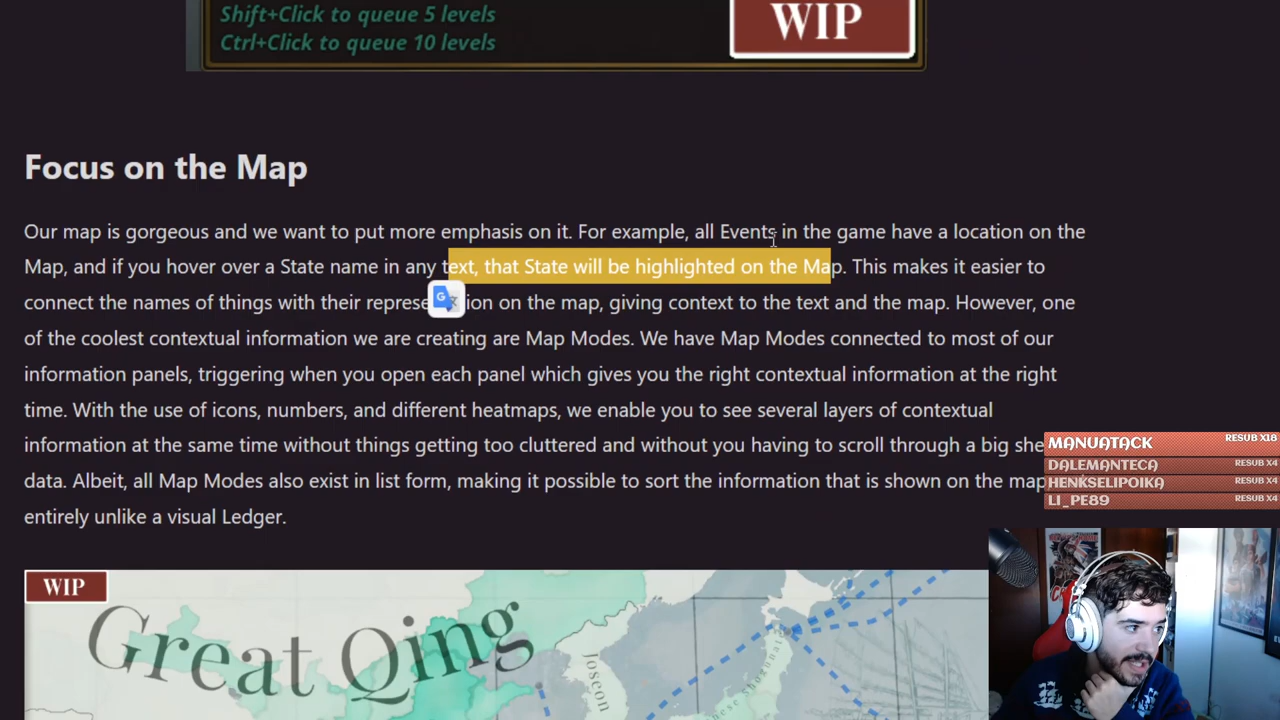 Shift+Click to queue 5 levels
Ctrl+Click to queue 10 levels
WIP
Focus on the Map
Our map is gorgeous and we want to put more emphasis on it. For example, all Events in the game have a location on the
Map, and if you hover over a State name in any text, that State will be highlighted on the Map. This makes it easier to
connect the names of things with their represe ion on the map, giving context to the text and the map. However, one
of the coolest contextual information we are creating are Map Modes. We have Map Modes connected to most of our
information panels, triggering when you open each panel which gives you the right contextual information at the right
time. With the use of icons, numbers, and different heatmaps, we enable you to see several layers of contextual
information at the same time without things getting too cluttered and without you having to scroll through a big she
data. Albeit, all Map Modes also exist in list form, making it possible to sort the information that is shown on the map
entirely unlike a visual Ledger.
MANUATACK RESUB X18
DALEMANTECA RESUB X4
HENKSELIPOIKA RESUB X4
LI_PE89 RESUB X4
WIP
Great Qing
Joseon
Shogunat